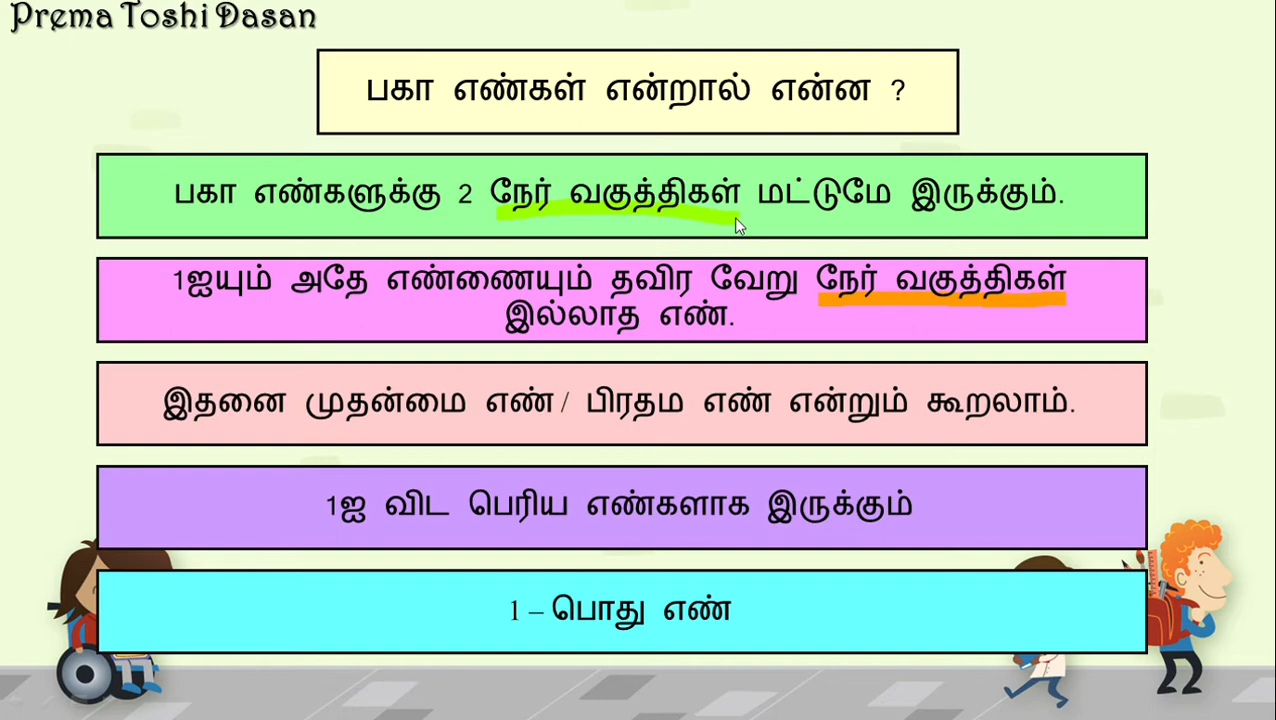 Prema Toshi Dasan
பகா எண்கள் என்றால் என்ன ?
பகா எண்களுக்கு 2 நேர் வகுத்திகள் மட்டுமே இருக்கும்.
1ஐயும் அதே எண்ணையும் தவிர வேறு நேர் வகுத்திகள்
இல்லாத எண்.
இதனை முதன்மை எண் / பிரதம எண் என்றும் கூறலாம்.
1ஐ விட பெரிய எண்களாக இருக்கும்
1 – பொது எண்